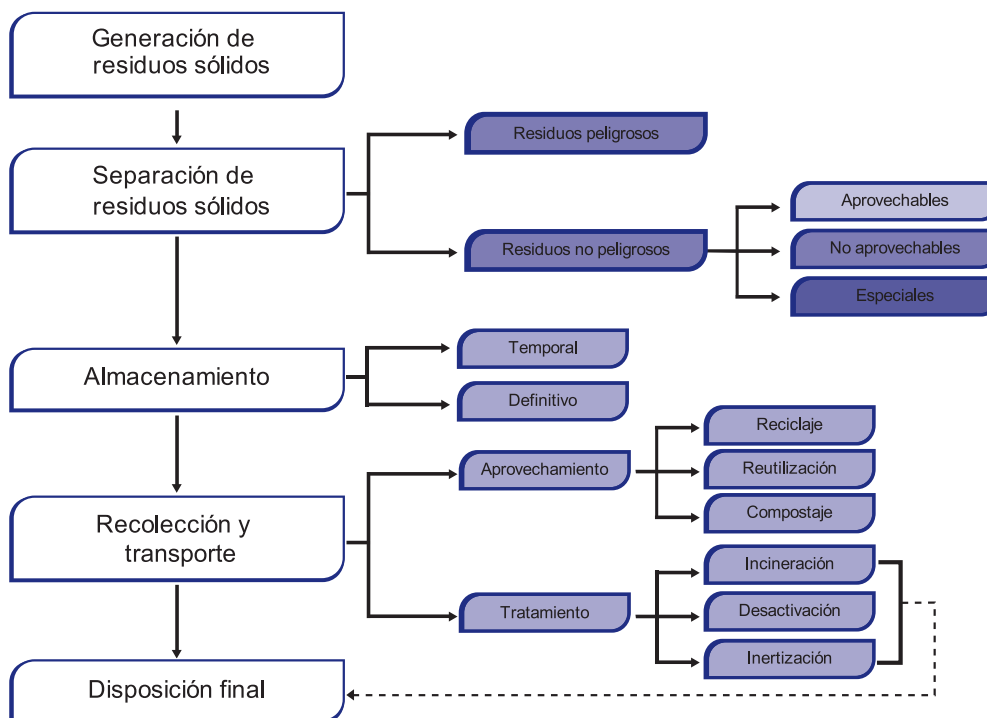 Generación de
residuos sólidos
Separación de
residuos sólidos
Residuos peligrosos
Residuos no peligrosos
Aprovechables
No aprovechables
Especiales
Almacenamiento
Temporal
Definitivo
Recolección y
transporte
Aprovechamiento
Reciclaje
Reutilización
Compostaje
Tratamiento
Incineración
Desactivación
Inertización
Disposición final